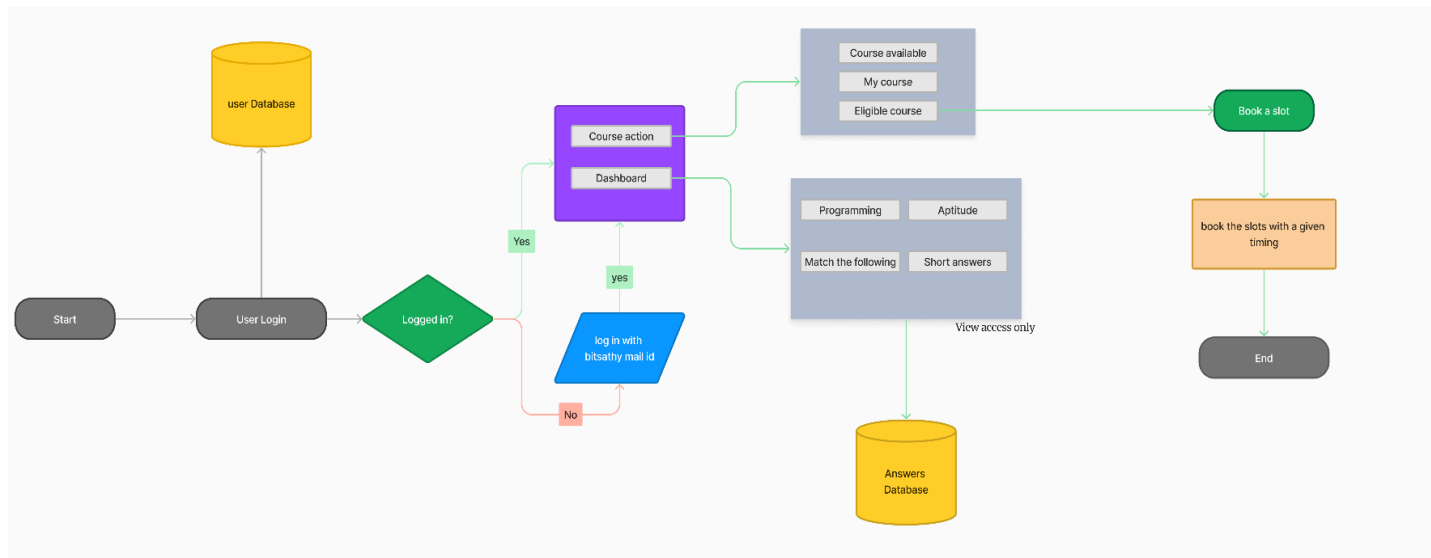 user Database
Start
User Login
Logged in?
Yes
No
yes
log in with
bitsathy mail id
Course action
Dashboard
Course available
My course
Eligible course
Programming
Aptitude
Match the following
Short answers
View access only
Answers
Database
Book a slot
book the slots with a given
timing
End